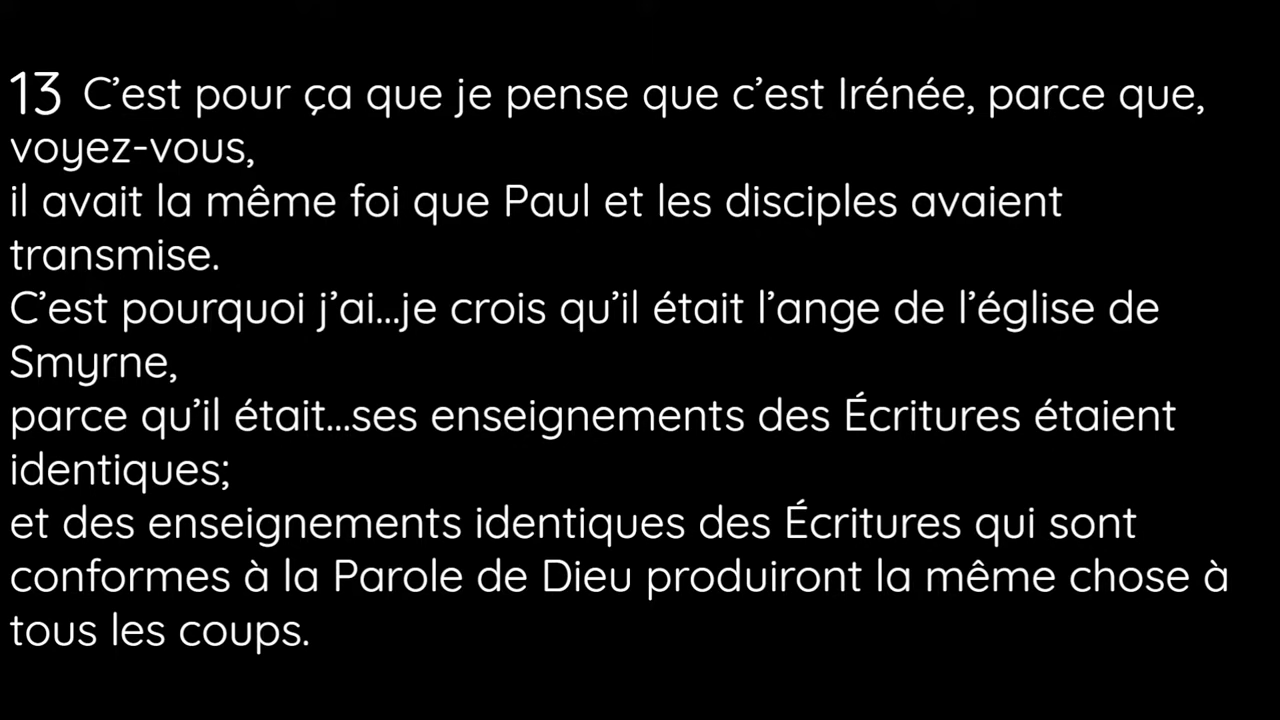 13 C’est pour ça que je pense que c’est Irénée, parce que,
voyez-vous,
il avait la même foi que Paul et les disciples avaient
transmise.
C’est pourquoi j’ai...je crois qu’il était l’ange de l’église de
Smyrne,
parce qu’il était...ses enseignements des Écritures étaient
identiques;
et des enseignements identiques des Écritures qui sont
conformes à la Parole de Dieu produiront la même chose à
tous les coups.